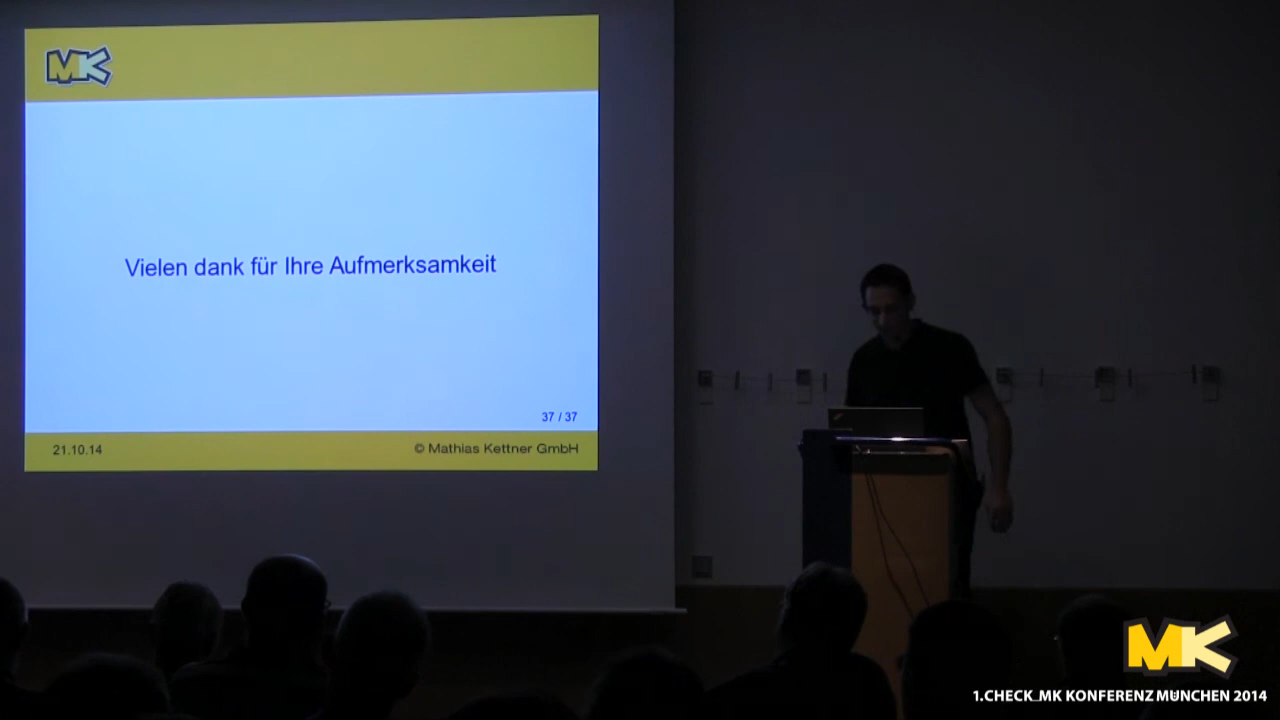 MK
Vielen dank für Ihre Aufmerksamkeit
37 / 37
21.10.14
© Mathias Kettner GmbH
MK
1.CHECK_MK KONFERENZ MÜNCHEN 2014